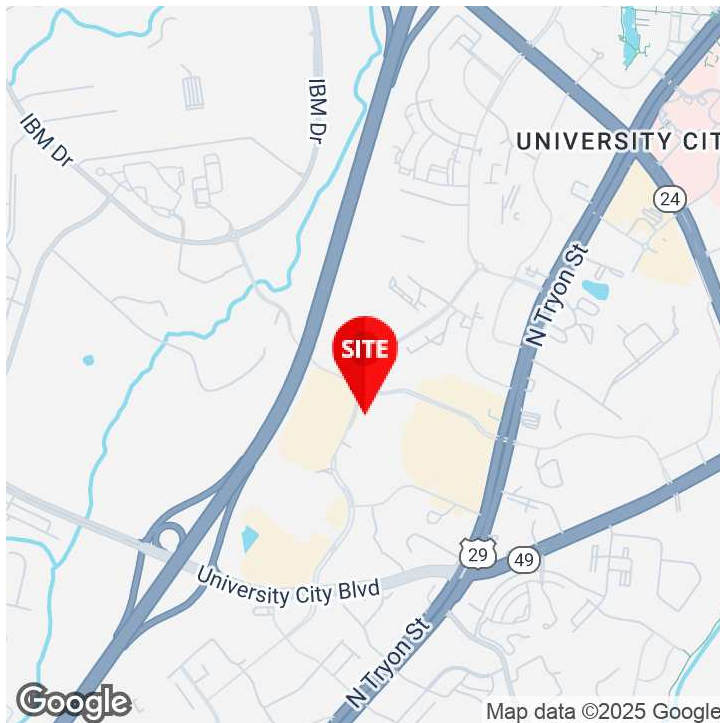 IBM Dr
IBM Dr
UNIVERSITY CIT
24
N Tryon St
SITE
29
49
University City Blvd
N Tryon St
Google
Map data ©2025 Google